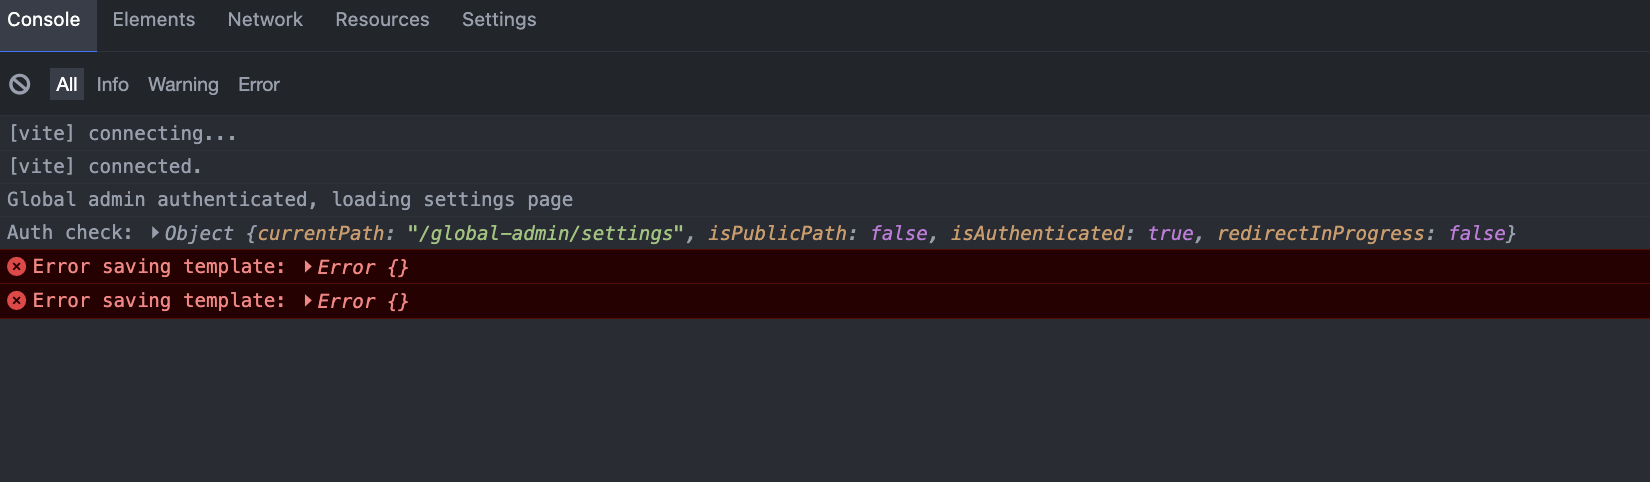 Console Elements Network Resources Settings
All Info Warning Error
[vite] connecting...
[vite] connected.
Global admin authenticated, loading settings page
Auth check: ▶Object {currentPath: "/global-admin/settings", isPublicPath: false, isAuthenticated: true, redirectInProgress: false}
Error saving template: ▶Error {}
Error saving template: ▶Error {}